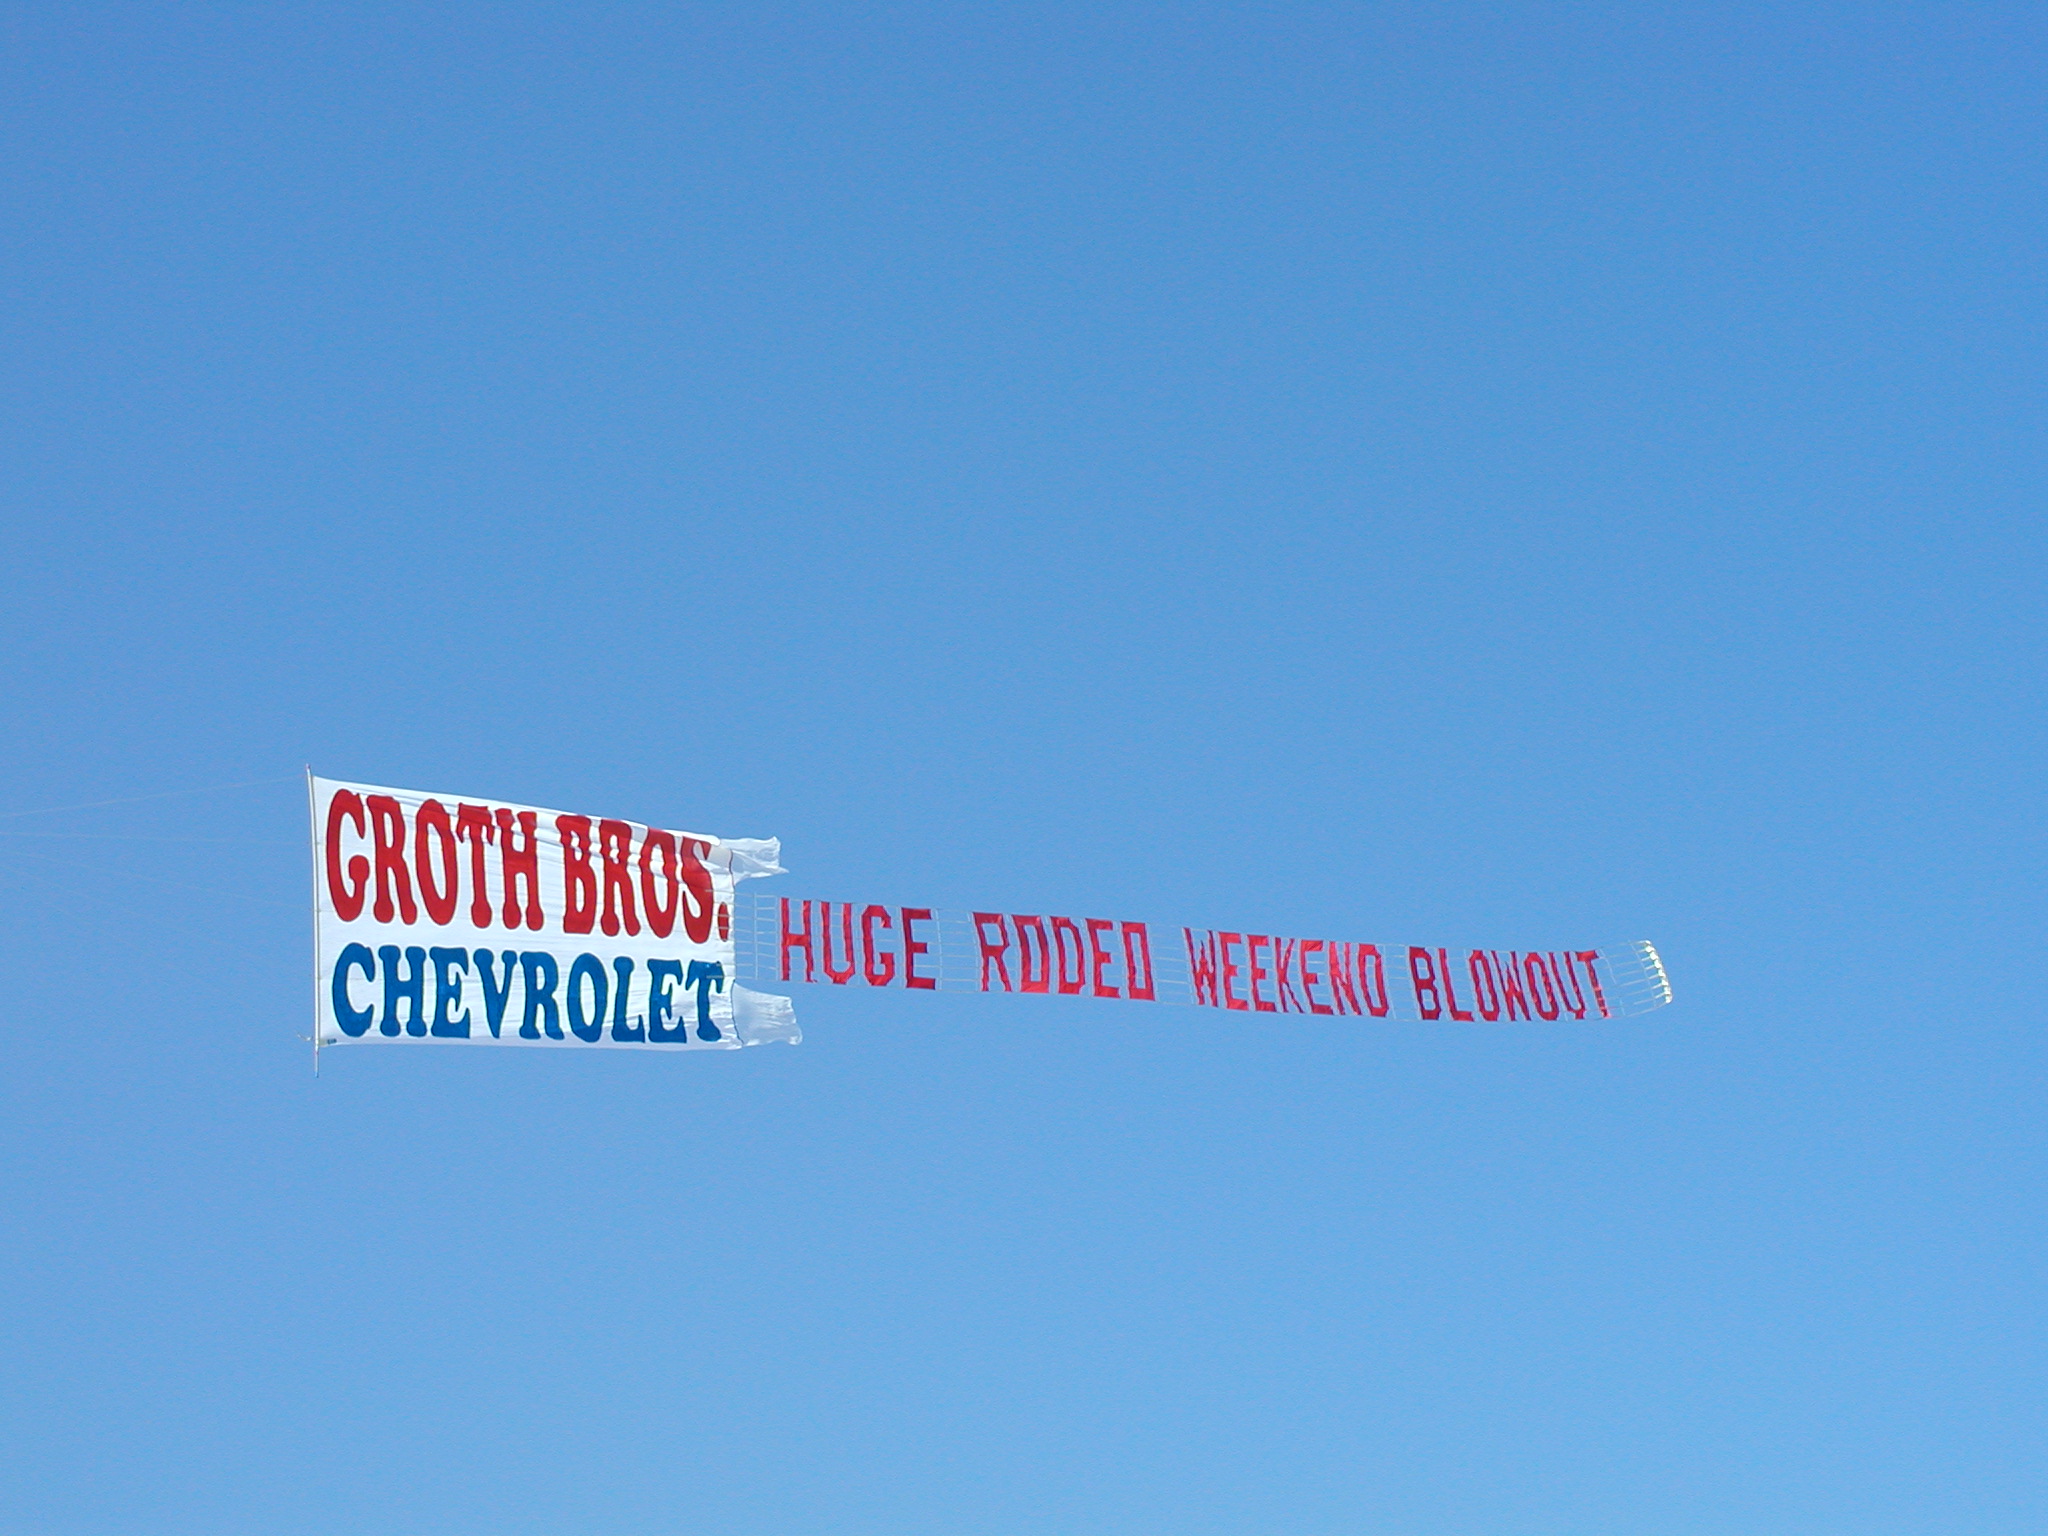 GROTH BROS.
CHEVROLET
HUGE RODEO WEEKEND BLOWOUT